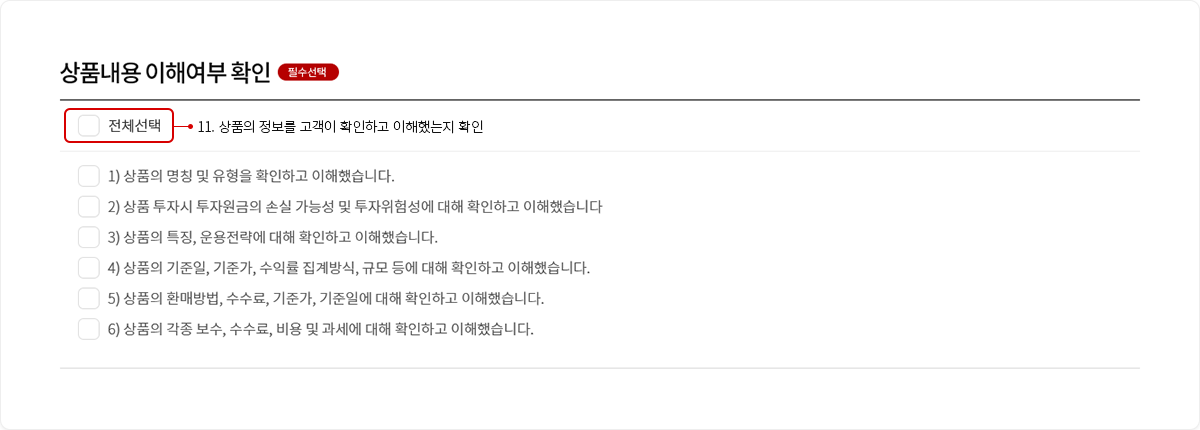 상품내용 이해여부 확인 필수선택
전체선택 11. 상품의 정보를 고객이 확인하고 이해했는지 확인
1) 상품의 명칭 및 유형을 확인하고 이해했습니다.
2) 상품 투자시 투자원금의 손실 가능성 및 투자위험성에 대해 확인하고 이해했습니다
3) 상품의 특징, 운용전략에 대해 확인하고 이해했습니다.
4) 상품의 기준일, 기준가, 수익률 집계방식, 규모 등에 대해 확인하고 이해했습니다.
5) 상품의 환매방법, 수수료, 기준가, 기준일에 대해 확인하고 이해했습니다.
6) 상품의 각종 보수, 수수료, 비용 및 과세에 대해 확인하고 이해했습니다.